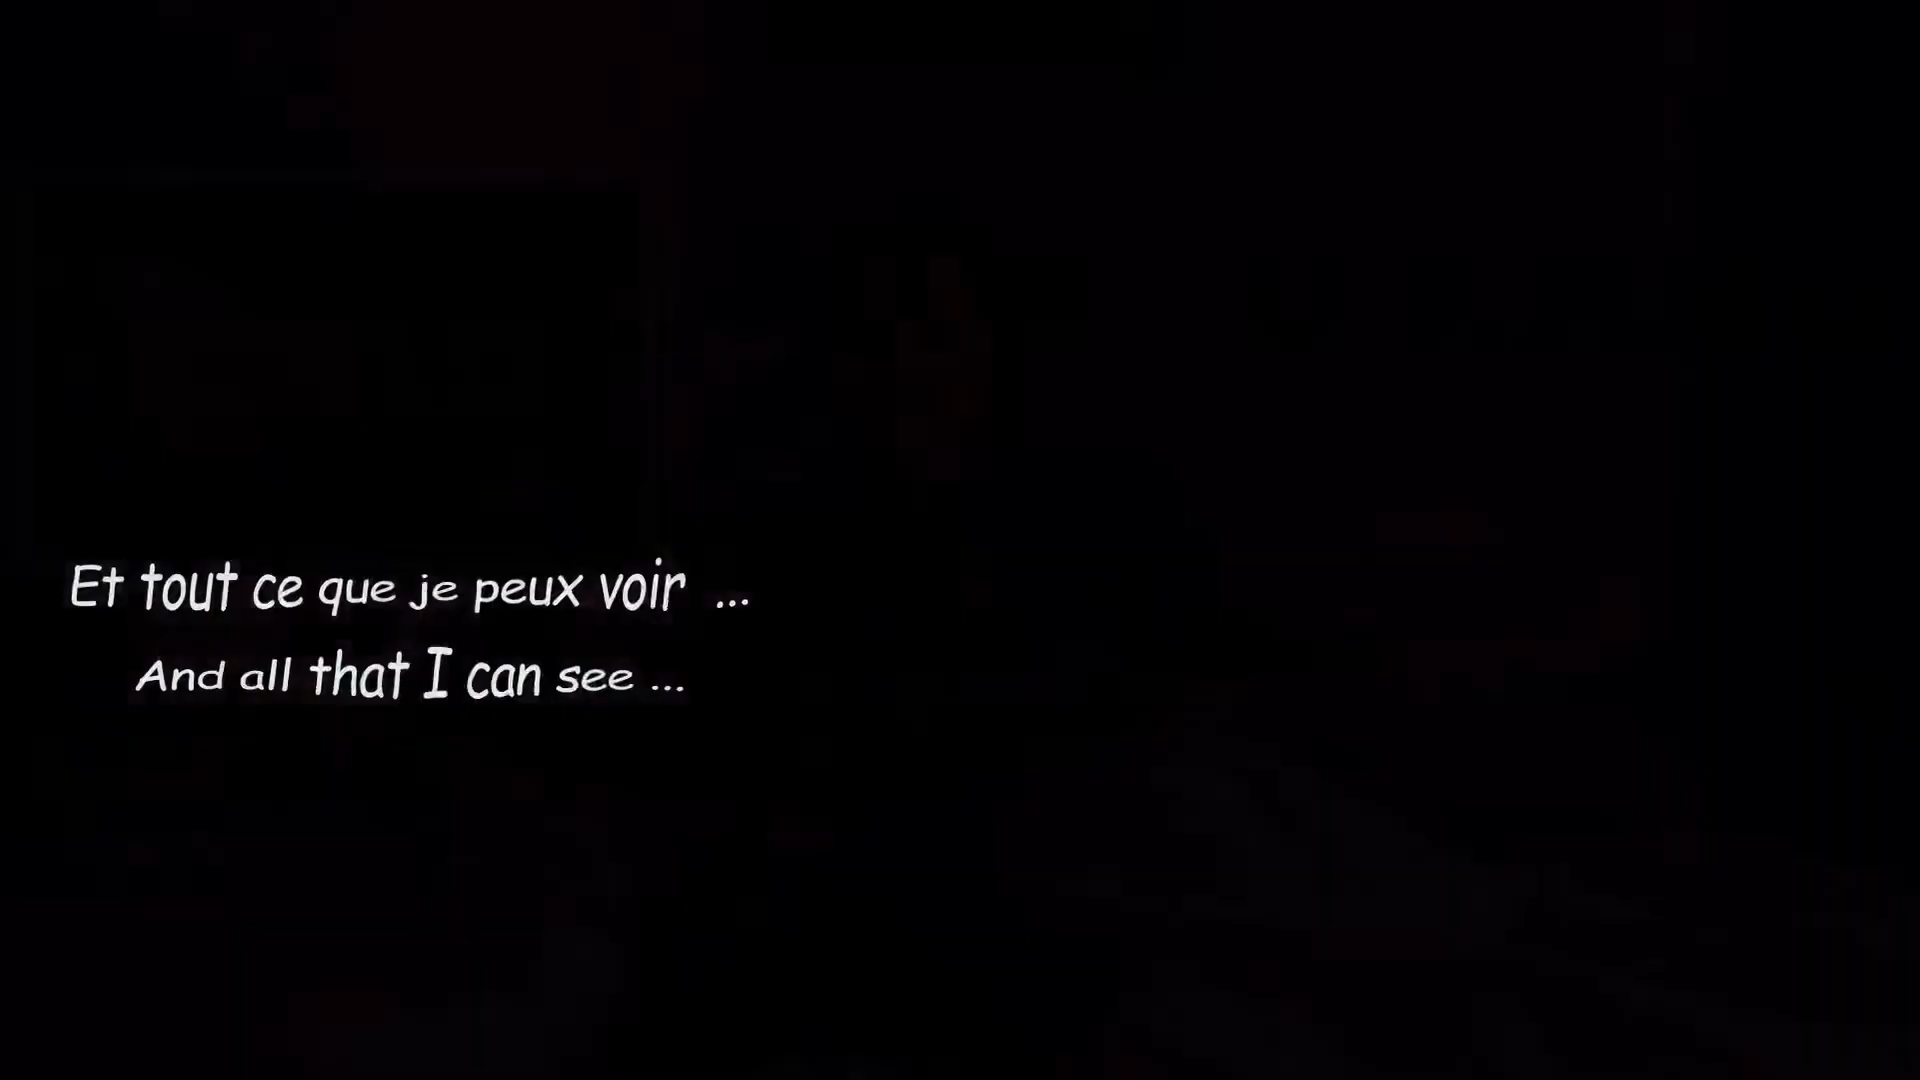 Et tout ce que je peux voir ...
And all that I can see ...